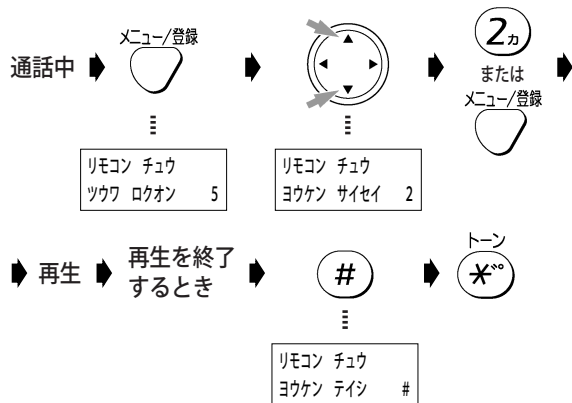 通話中
メニュー/登録
リモコン チュウ
ツウワ ロクオン 5
リモコン チュウ
ヨウケン サイセイ 2
2カ
または
メニュー/登録
再生
再生を終了
するとき
#
リモコン チュウ
ヨウケン テイシ #
トーン
*゛゜